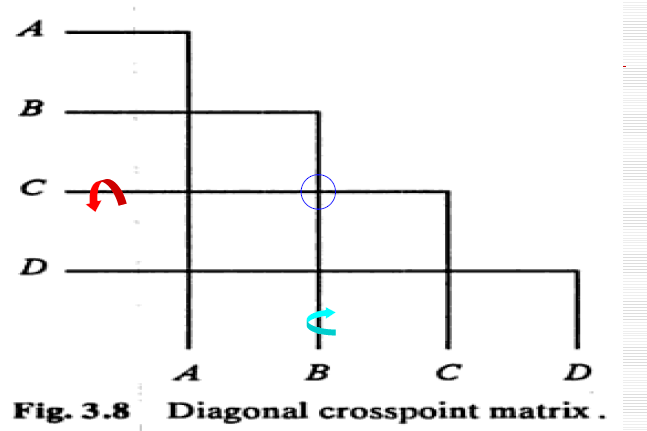 A
B
C
D
A B C D
Fig. 3.8 Diagonal crosspoint matrix .